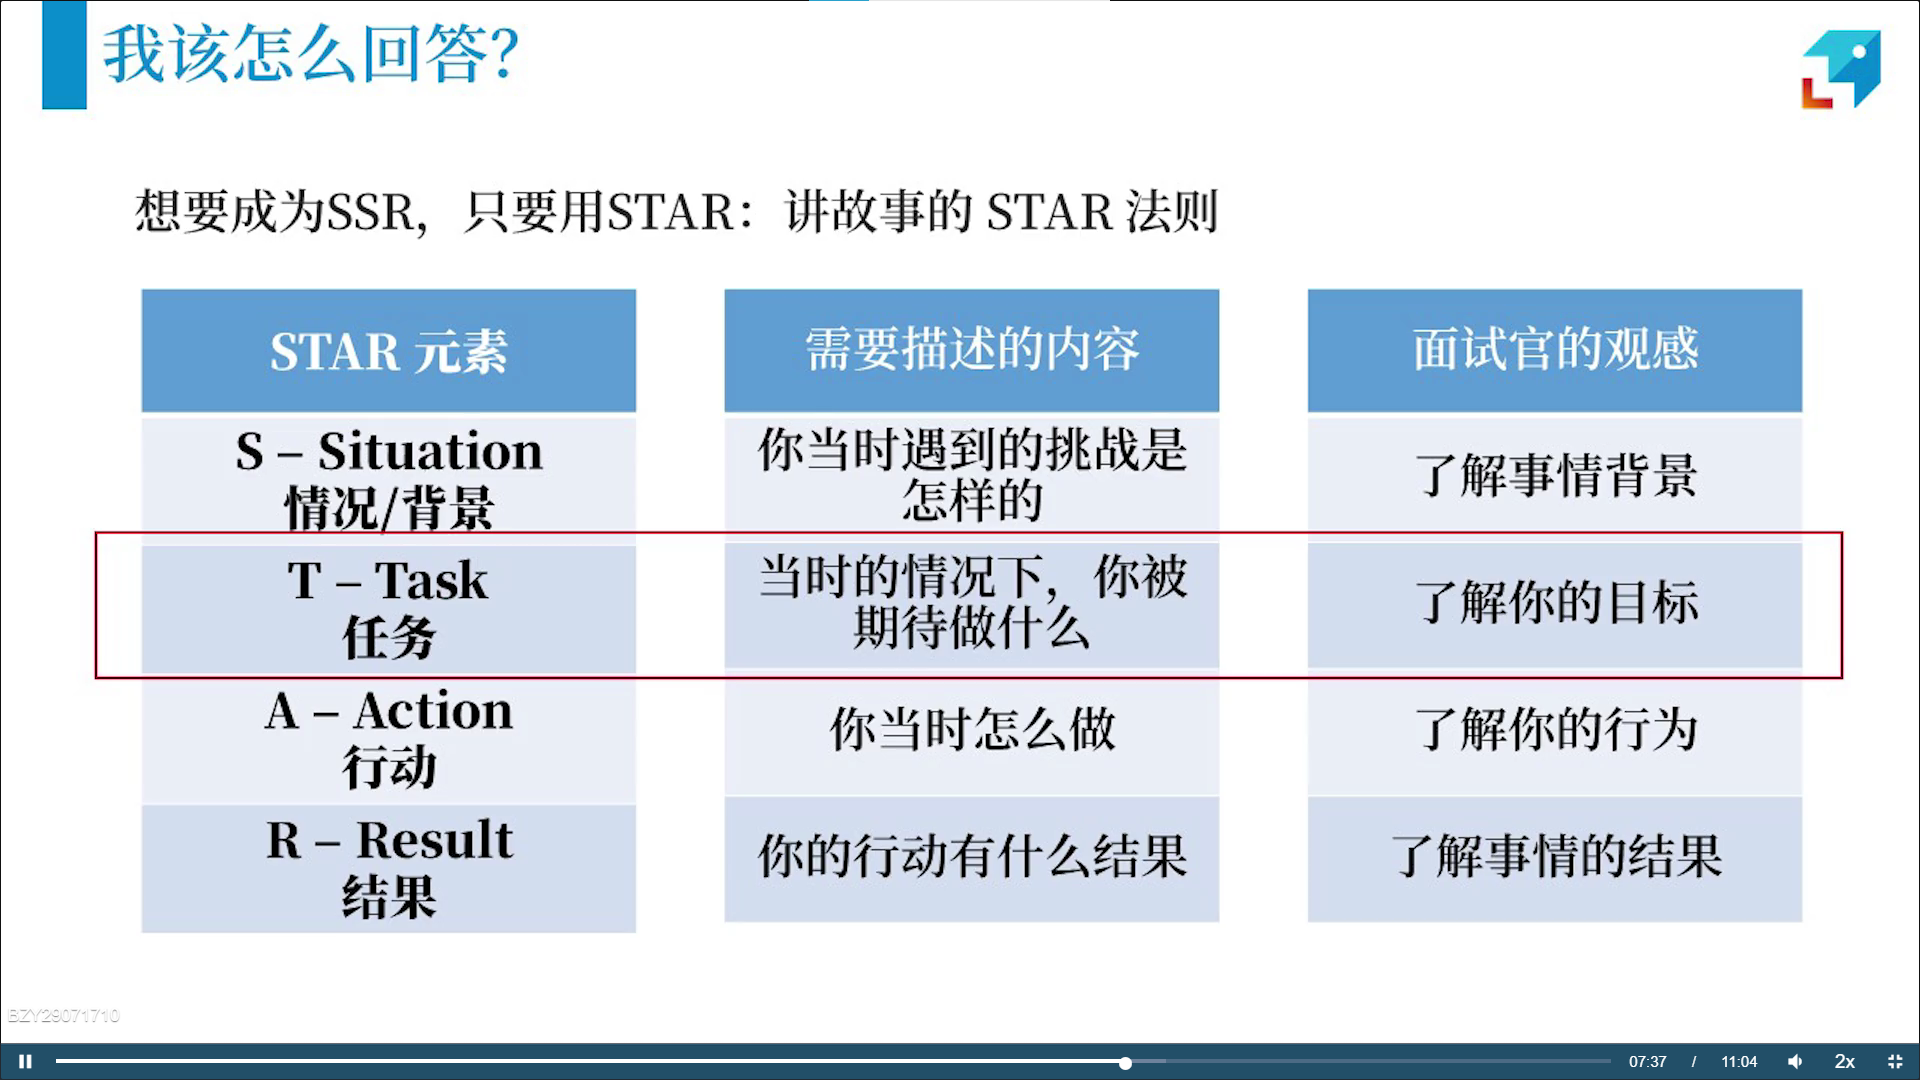 我该怎么回答？
想要成为SSR，只要用STAR：讲故事的 STAR 法则
STAR 元素
需要描述的内容
面试官的观感
S – Situation
情况/背景
你当时遇到的挑战是
怎样的
了解事情背景
T – Task
任务
当时的情况下，你被
期待做什么
了解你的目标
A – Action
行动
你当时怎么做
了解你的行为
R – Result
结果
你的行动有什么结果
了解事情的结果
BZY29071710
07:37 / 11:04 2x